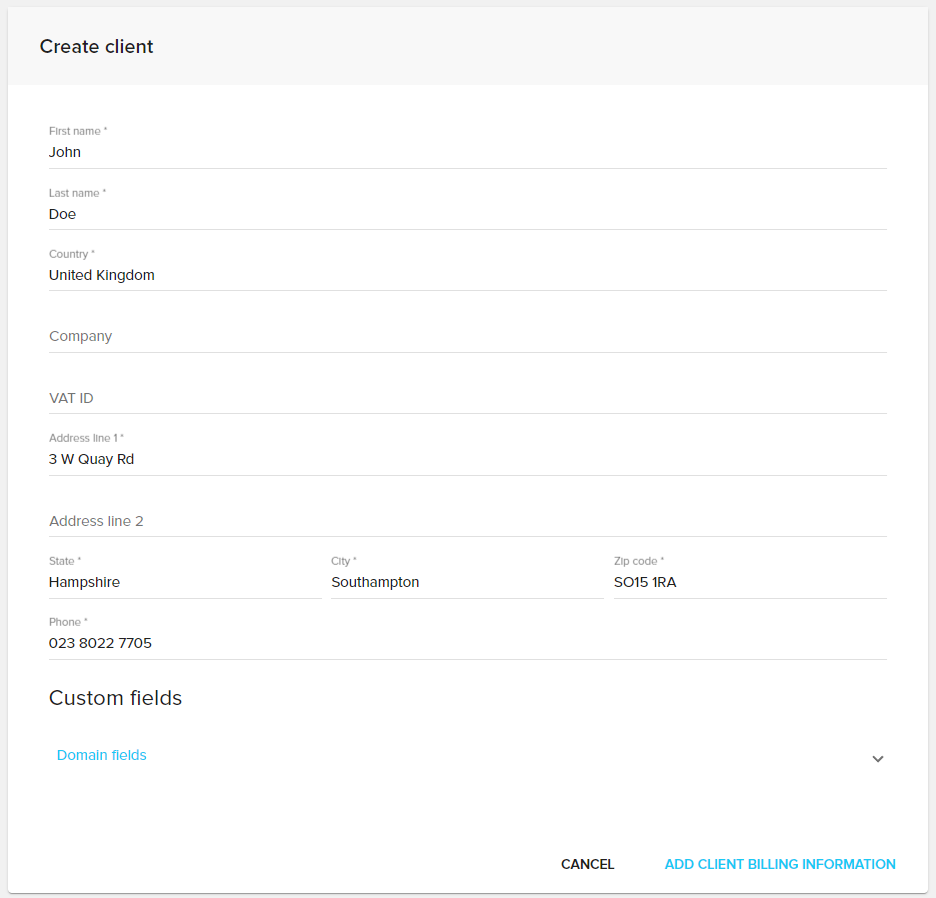 Create client
First name *
John
Last name *
Doe
Country *
United Kingdom
Company
VAT ID
Address line 1 *
3 W Quay Rd
Address line 2
State * City * Zip code *
Hampshire Southampton SO15 1RA
Phone *
023 8022 7705
Custom fields
Domain fields
CANCEL ADD CLIENT BILLING INFORMATION